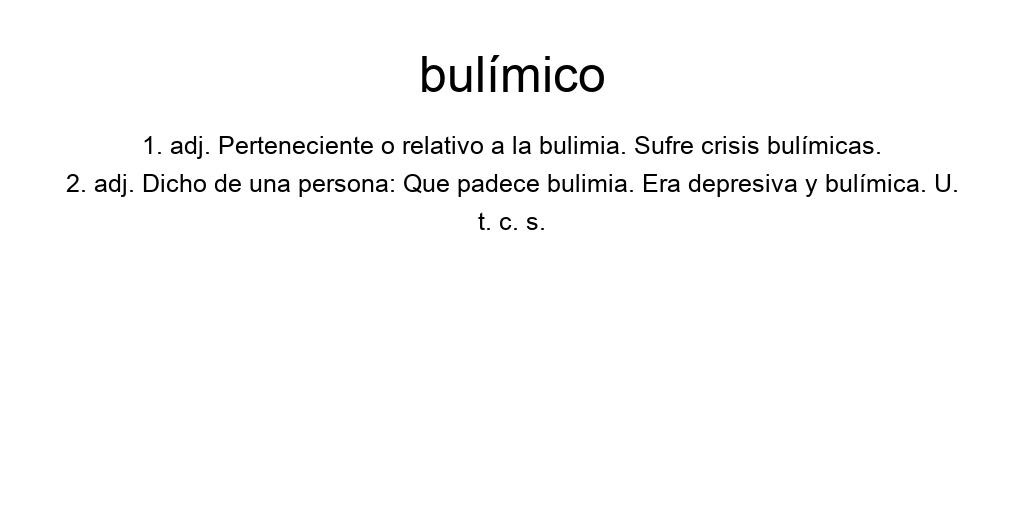 bulímico
1. adj. Perteneciente o relativo a la bulimia. Sufre crisis bulímicas.
2. adj. Dicho de una persona: Que padece bulimia. Era depresiva y bulímica. U.
t. c. s.